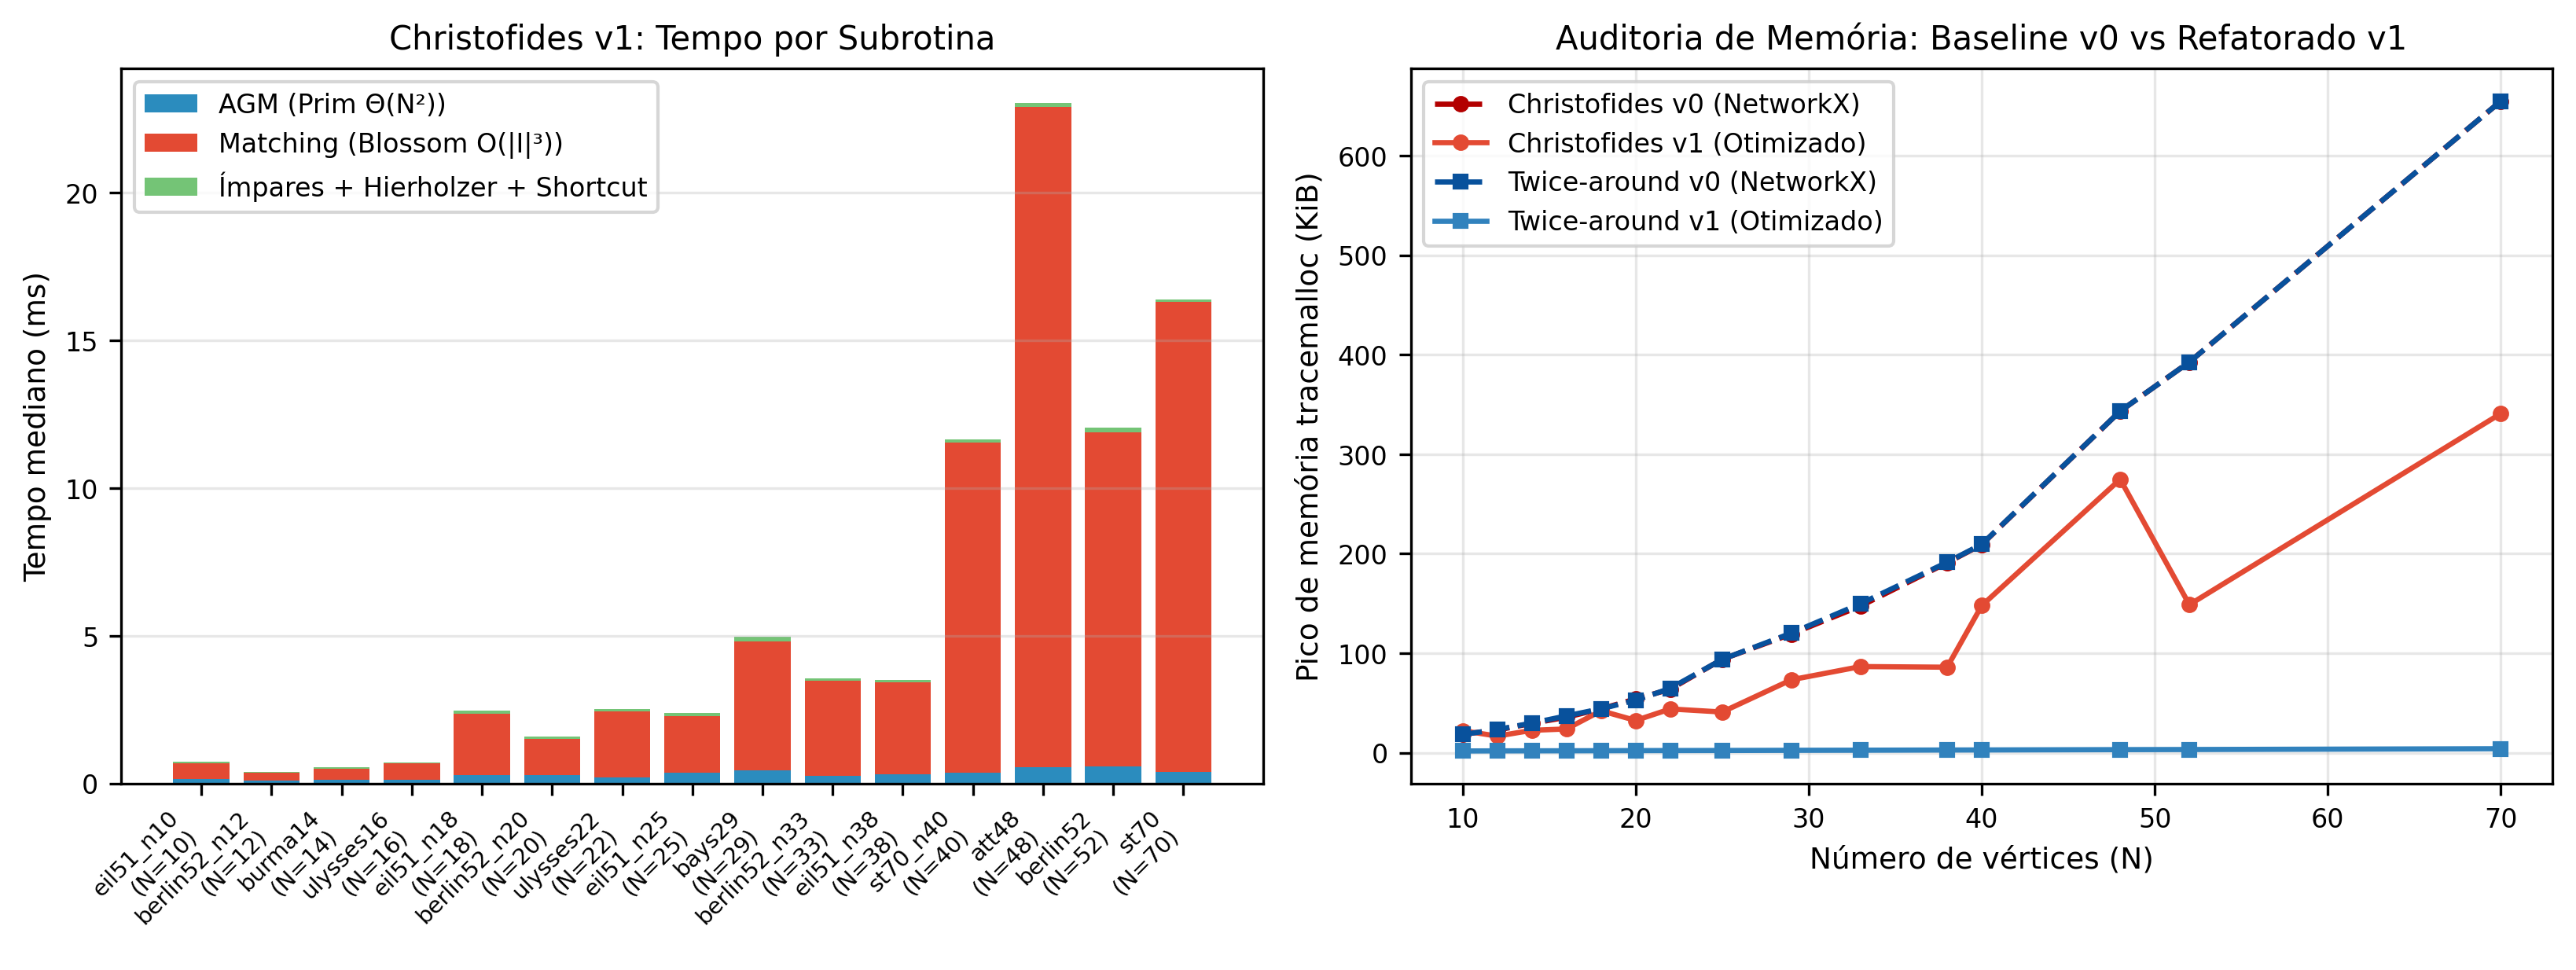 Christofides v1: Tempo por Subrotina
AGM (Prim Θ(N²))
Matching (Blossom O(|I|³))
Ímpares + Hierholzer + Shortcut
Tempo mediano (ms)
20
15
10
5
0
eil51_n10
(N=10)
berlin52_n12
(N=12)
burma14
(N=14)
ulysses16
(N=16)
eil51_n18
(N=18)
berlin52_n20
(N=20)
ulysses22
(N=22)
eil51_n25
(N=25)
bays29
(N=29)
berlin52_n33
(N=33)
eil51_n38
(N=38)
st70_n40
(N=40)
att48
(N=48)
berlin52
(N=52)
st70
(N=70)
Auditoria de Memória: Baseline v0 vs Refatorado v1
Christofides v0 (NetworkX)
Christofides v1 (Otimizado)
Twice-around v0 (NetworkX)
Twice-around v1 (Otimizado)
Pico de memória tracemalloc (KiB)
600
500
400
300
200
100
0
10 20 30 40 50 60 70
Número de vértices (N)